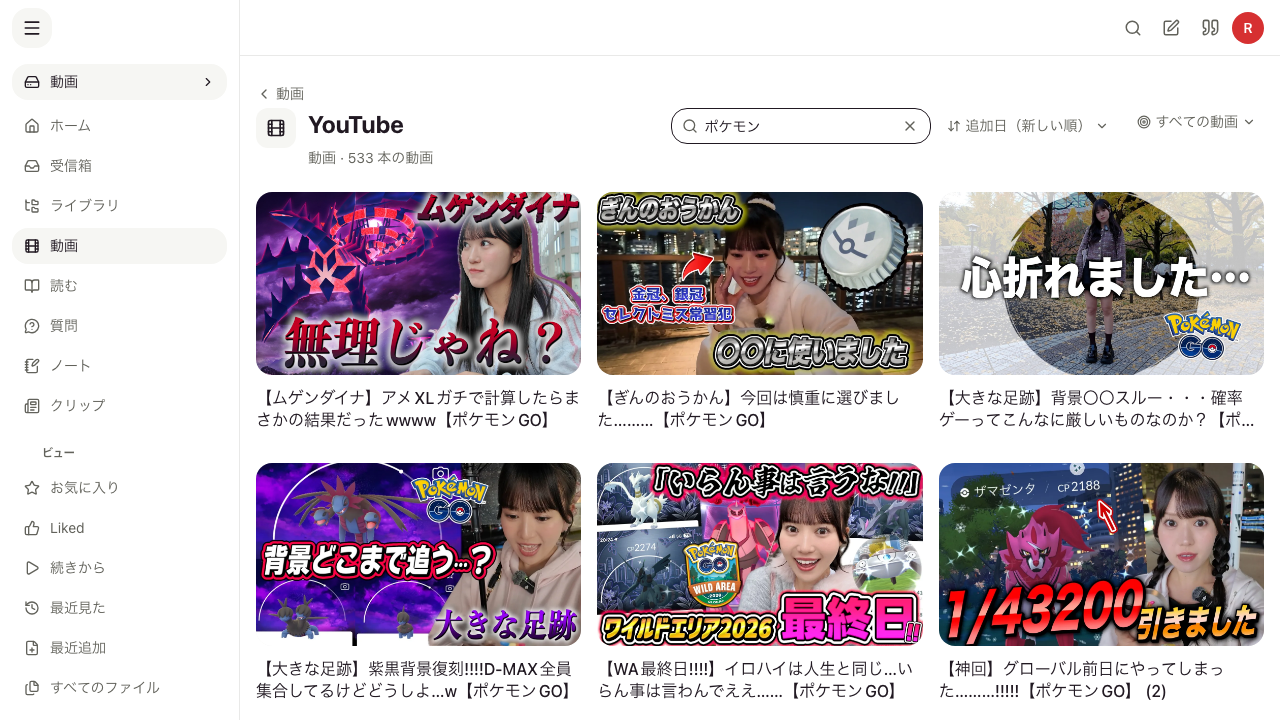 動画
ホーム
受信箱
ライブラリ
動画
読む
質問
ノート
クリップ
ビュー
お気に入り
Liked
続きから
最近見た
最近追加
すべてのファイル
R
動画
YouTube
動画 · 533 本の動画
ポケモン
追加日（新しい順）
すべての動画
ムゲンダイナ
無理じゃね？
【ムゲンダイナ】アメXLガチで計算したらま
さかの結果だったwwww【ポケモンGO】
ぎんのおうかん
金冠、銀冠
セレクトミス常習犯
〇〇に使いました
【ぎんのおうかん】今回は慎重に選びまし
た………【ポケモンGO】
心折れました…
Pokémon
GO
【大きな足跡】背景〇〇スルー・・・確率
ゲーってこんなに厳しいものなのか？【ポ…
Pokémon
GO
背景どこまで追う…？
大きな足跡
【大きな足跡】紫黒背景復刻!!!!D-MAX全員
集合してるけどどうしよ…w【ポケモンGO】
「いらん事は言うな!!」
CP2274
Pokémon
GO
WILD AREA
ワイルドエリア2026 最終日!!
【WA最終日!!!!】イロハイは人生と同じ…い
らん事は言わんでええ……【ポケモンGO】
ザマゼンタ / CP2188
1/43200引きました
【神回】グローバル前日にやってしまっ
た………!!!!!【ポケモンGO】 (2)